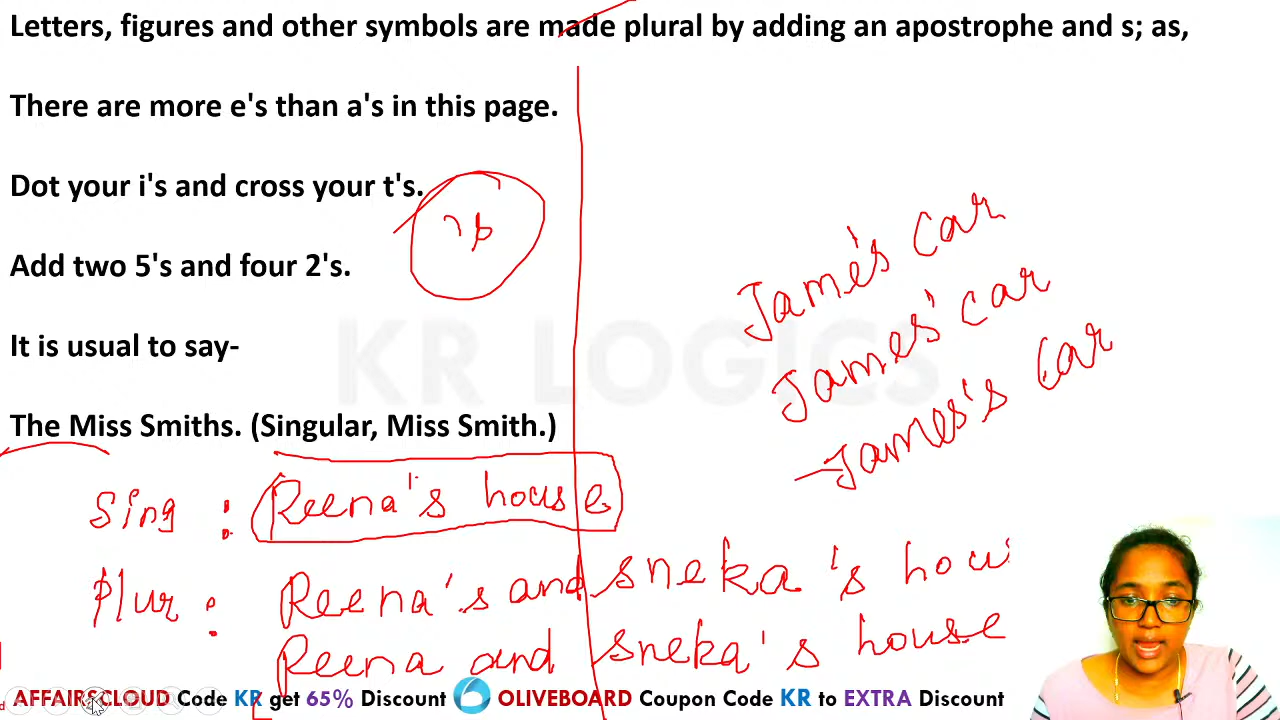 Letters, figures and other symbols are made plural by adding an apostrophe and s; as,
There are more e's than a's in this page.
Dot your i's and cross your t's.
Add two 5's and four 2's.
It is usual to say-
The Miss Smiths. (Singular, Miss Smith.)
James's car
James' car
James's car
KR LOGICS
Sing : Reena's house
Plur : Reena's and sneka's hou
Reena and sneka's house
AFFAIRSCLOUD Code KR get 65% Discount OLIVEBOARD Coupon Code KR to EXTRA Discount